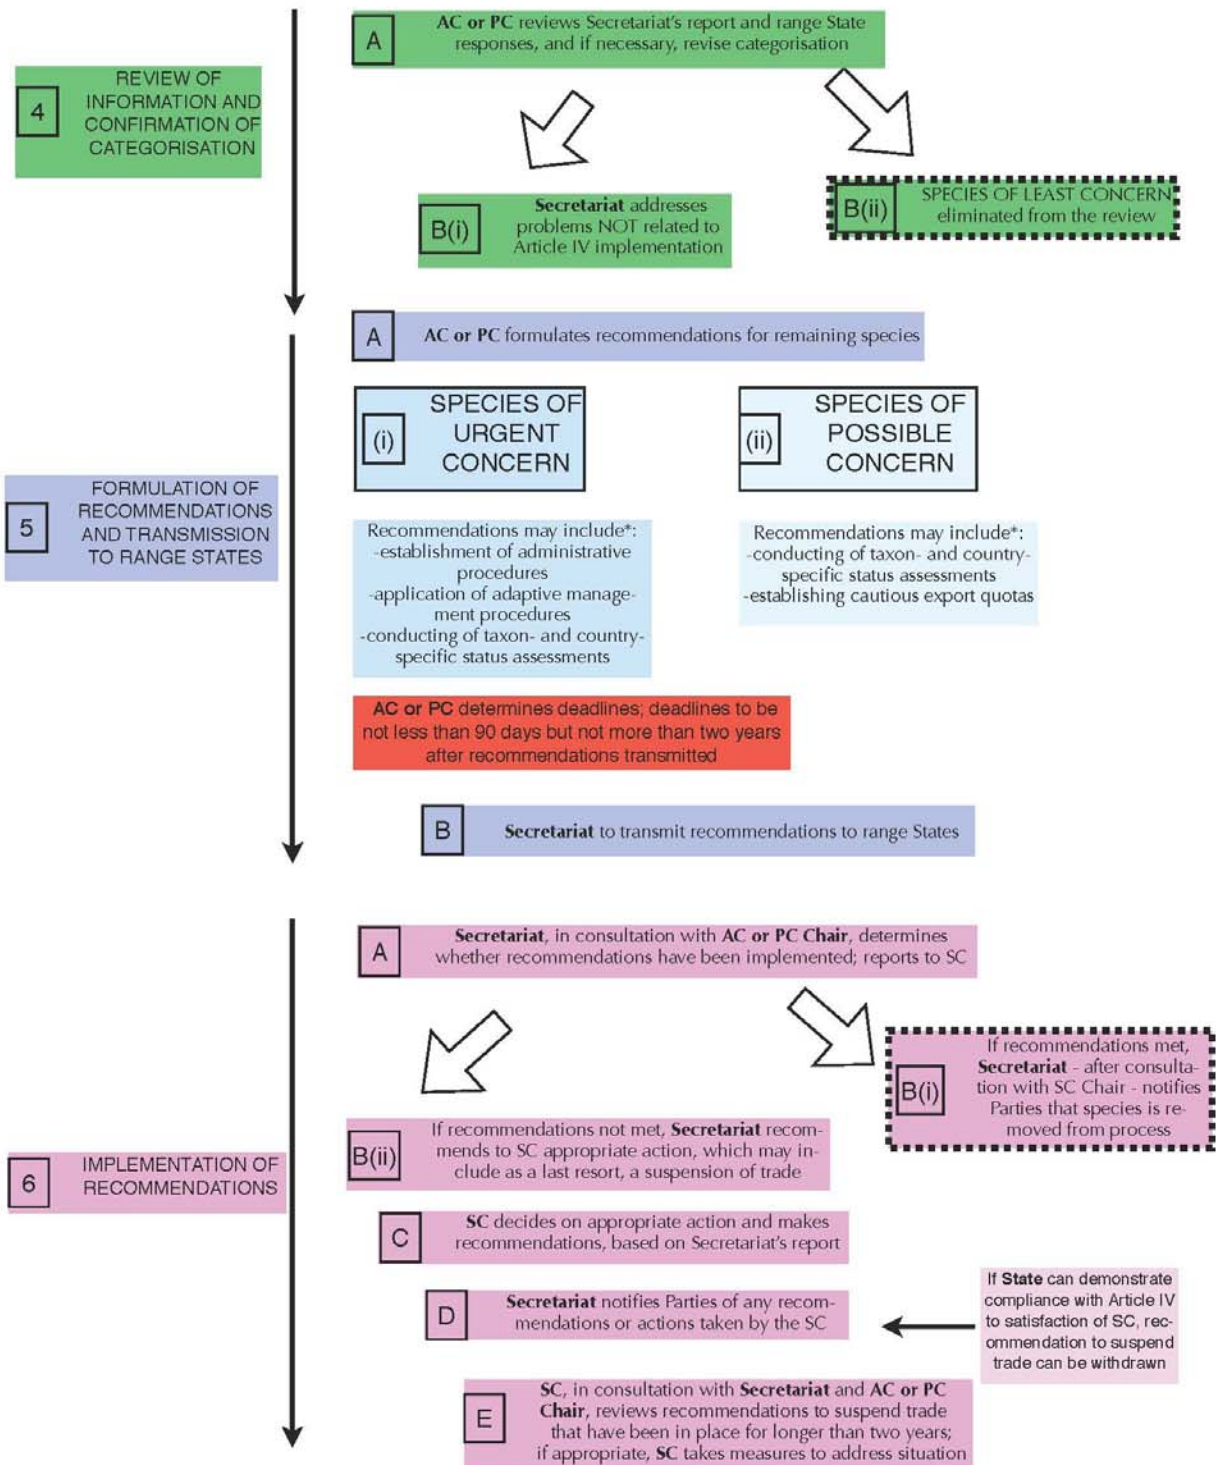 A
AC or PC reviews Secretariat's report and range State
responses, and if necessary, revise categorisation
4
REVIEW OF
INFORMATION AND
CONFIRMATION OF
CATEGORISATION
B(i)
Secretariat addresses
problems NOT related to
Article IV implementation
B(ii)
SPECIES OF LEAST CONCERN
eliminated from the review
A
AC or PC formulates recommendations for remaining species
(i)
SPECIES OF
URGENT
CONCERN
(ii)
SPECIES OF
POSSIBLE
CONCERN
5
FORMULATION OF
RECOMMENDATIONS
AND TRANSMISSION
TO RANGE STATES
Recommendations may include*:
-establishment of administrative
procedures
-application of adaptive manage-
ment procedures
-conducting of taxon- and country-
specific status assessments
Recommendations may include*:
-conducting of taxon- and country-
specific status assessments
-establishing cautious export quotas
AC or PC determines deadlines; deadlines to be
not less than 90 days but not more than two years
after recommendations transmitted
B
Secretariat to transmit recommendations to range States
A
Secretariat, in consultation with AC or PC Chair, determines
whether recommendations have been implemented; reports to SC
B(i)
If recommendations met,
Secretariat - after consulta-
tion with SC Chair - notifies
Parties that species is re-
moved from process
B(ii)
If recommendations not met, Secretariat recom-
mends to SC appropriate action, which may in-
clude as a last resort, a suspension of trade
6
IMPLEMENTATION OF
RECOMMENDATIONS
C
SC decides on appropriate action and makes
recommendations, based on Secretariat's report
D
Secretariat notifies Parties of any recom-
mendations or actions taken by the SC
If State can demonstrate
compliance with Article IV
to satisfaction of SC, rec-
ommendation to suspend
trade can be withdrawn
E
SC, in consultation with Secretariat and AC or PC
Chair, reviews recommendations to suspend trade
that have been in place for longer than two years;
if appropriate, SC takes measures to address situation